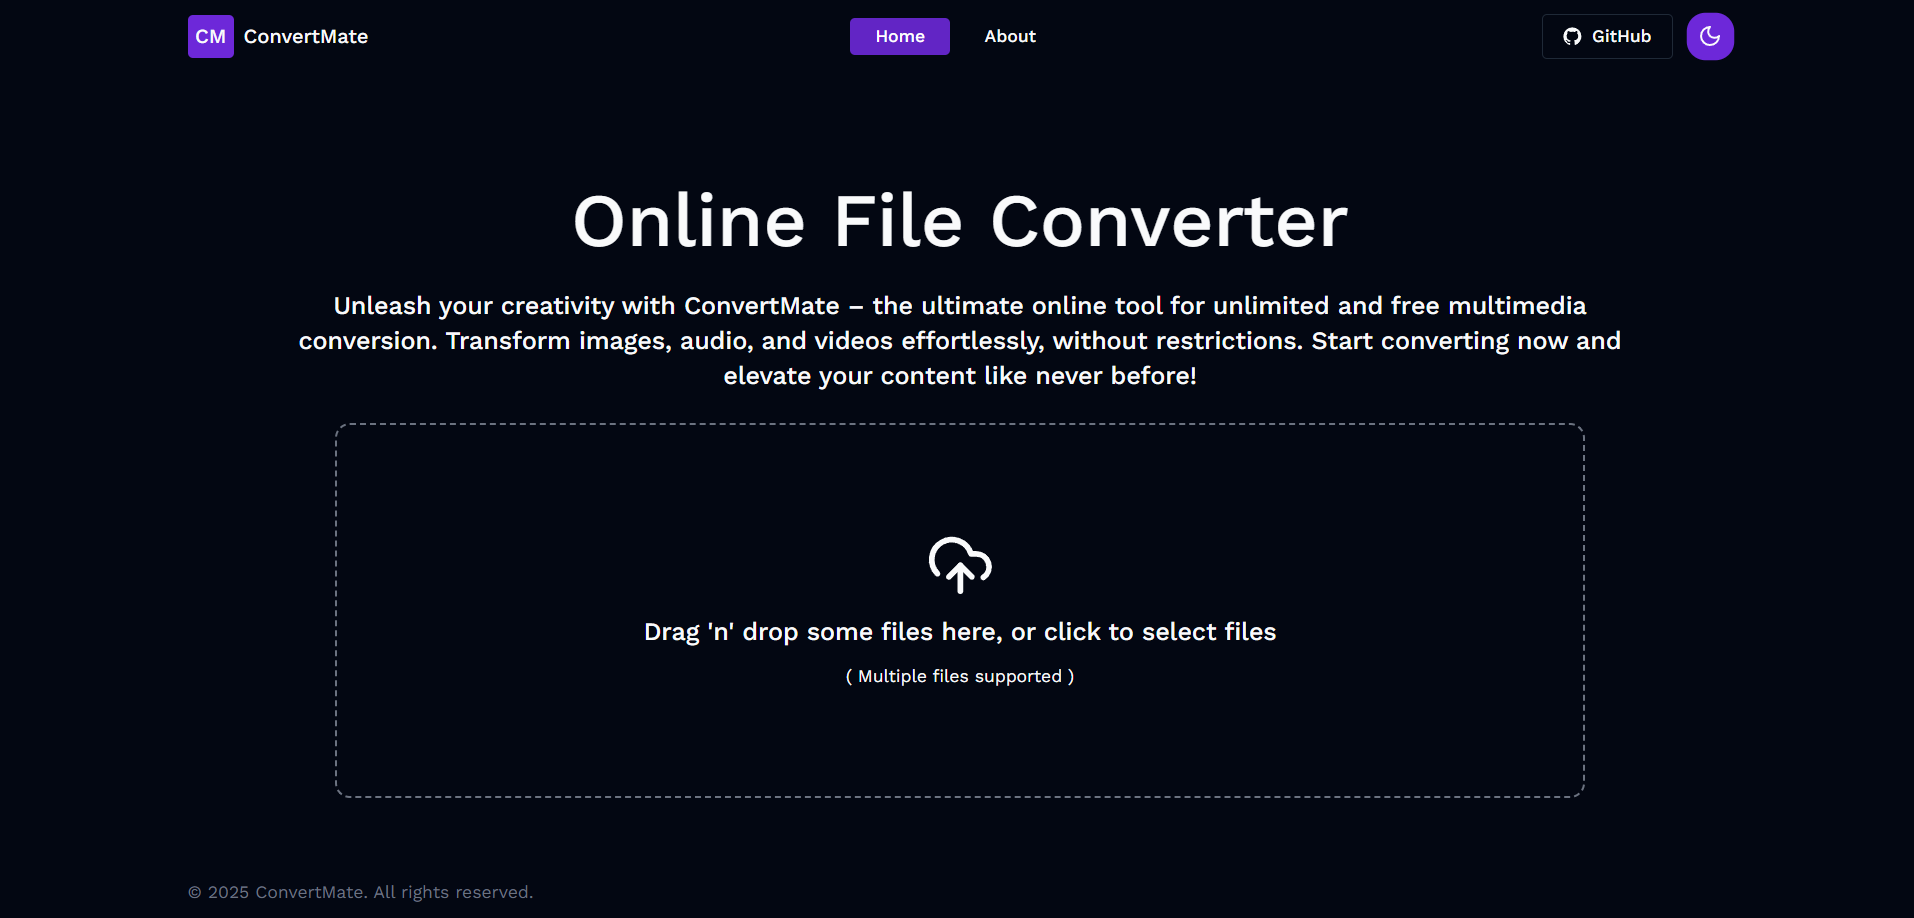 CM ConvertMate
Home About
GitHub
Online File Converter
Unleash your creativity with ConvertMate – the ultimate online tool for unlimited and free multimedia
conversion. Transform images, audio, and videos effortlessly, without restrictions. Start converting now and
elevate your content like never before!
Drag 'n' drop some files here, or click to select files
( Multiple files supported )
© 2025 ConvertMate. All rights reserved.